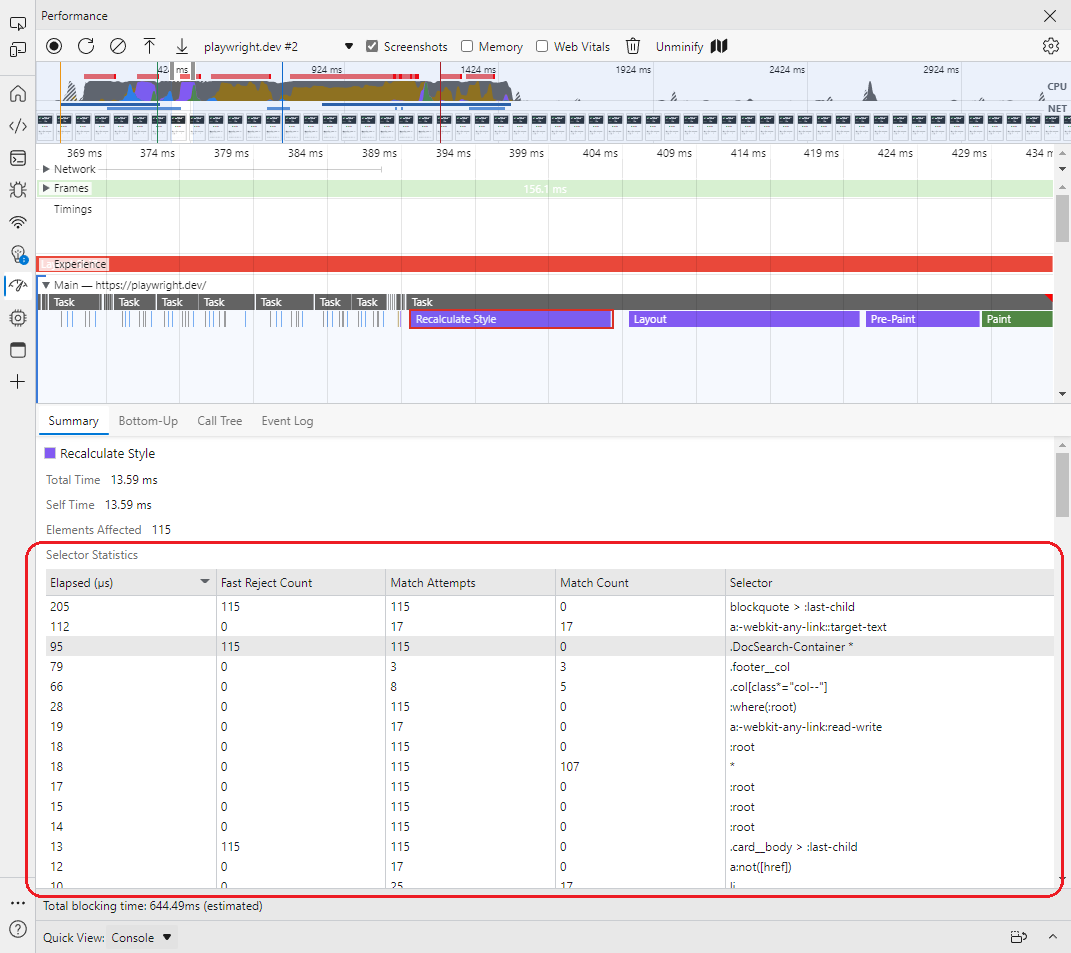 Performance
playwright.dev #2 Screenshots Memory Web Vitals Unminify
ms 924 ms 1424 ms 1924 ms 2424 ms 2924 ms
CPU
NET
369 ms 374 ms 379 ms 384 ms 389 ms 394 ms 399 ms 404 ms 409 ms 414 ms 419 ms 424 ms 429 ms
Network
Frames 156.1 ms
Timings
Experience
Main — https://playwright.dev/
Task Task Task Task Task Task Task Task
Recalculate Style Layout Pre-Paint Paint
Summary Bottom-Up Call Tree Event Log
Recalculate Style
Total Time 13.59 ms
Self Time 13.59 ms
Elements Affected 115
Selector Statistics
Elapsed (µs) Fast Reject Count Match Attempts Match Count Selector
205 115 115 0 blockquote > :last-child
112 0 17 17 a:-webkit-any-link::target-text
95 115 115 0 .DocSearch-Container *
79 0 3 3 .footer__col
66 0 8 5 .col[class*="col--"]
28 0 115 0 :where(:root)
19 0 17 0 a:-webkit-any-link:read-write
18 0 115 0 :root
18 0 115 107 *
17 0 115 0 :root
15 0 115 0 :root
14 0 115 0 :root
13 115 115 0 .card__body > :last-child
12 0 17 0 a:not([href])
10 0 25 17 li
Total blocking time: 644.49ms (estimated)
Quick View: Console